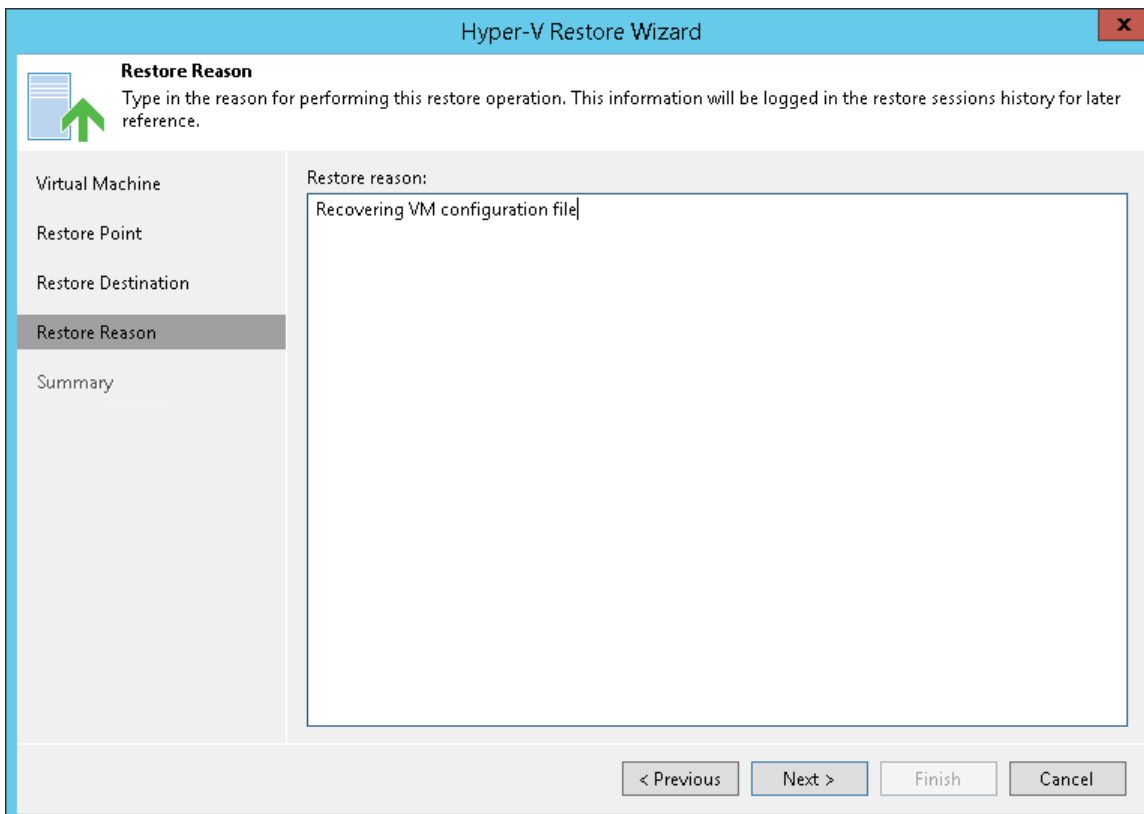 Hyper-V Restore Wizard
x
Restore Reason
Type in the reason for performing this restore operation. This information will be logged in the restore sessions history for later
reference.
Virtual Machine
Restore Point
Restore Destination
Restore Reason
Summary
Restore reason:
Recovering VM configuration file
< Previous
Next >
Finish
Cancel